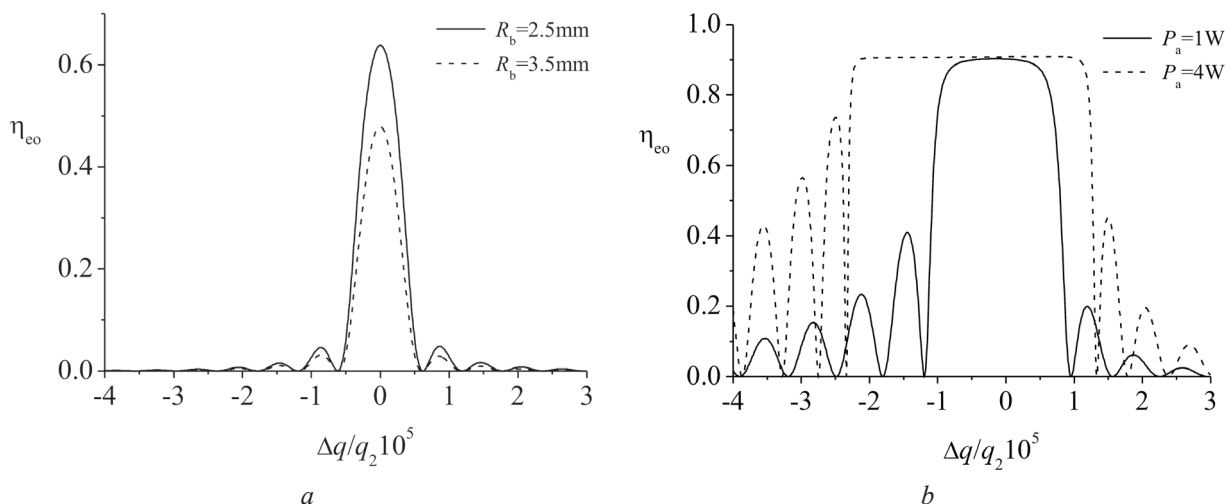 R_b=2.5mm
R_b=3.5mm
0.6
η_eo
0.4
0.2
0.0
-4 -3 -2 -1 0 1 2 3
Δq/q_2 10^5
a
1.0
P_a=1W
P_a=4W
0.8
η_eo
0.6
0.4
0.2
0.0
-4 -3 -2 -1 0 1 2 3
Δq/q_2 10^5
b